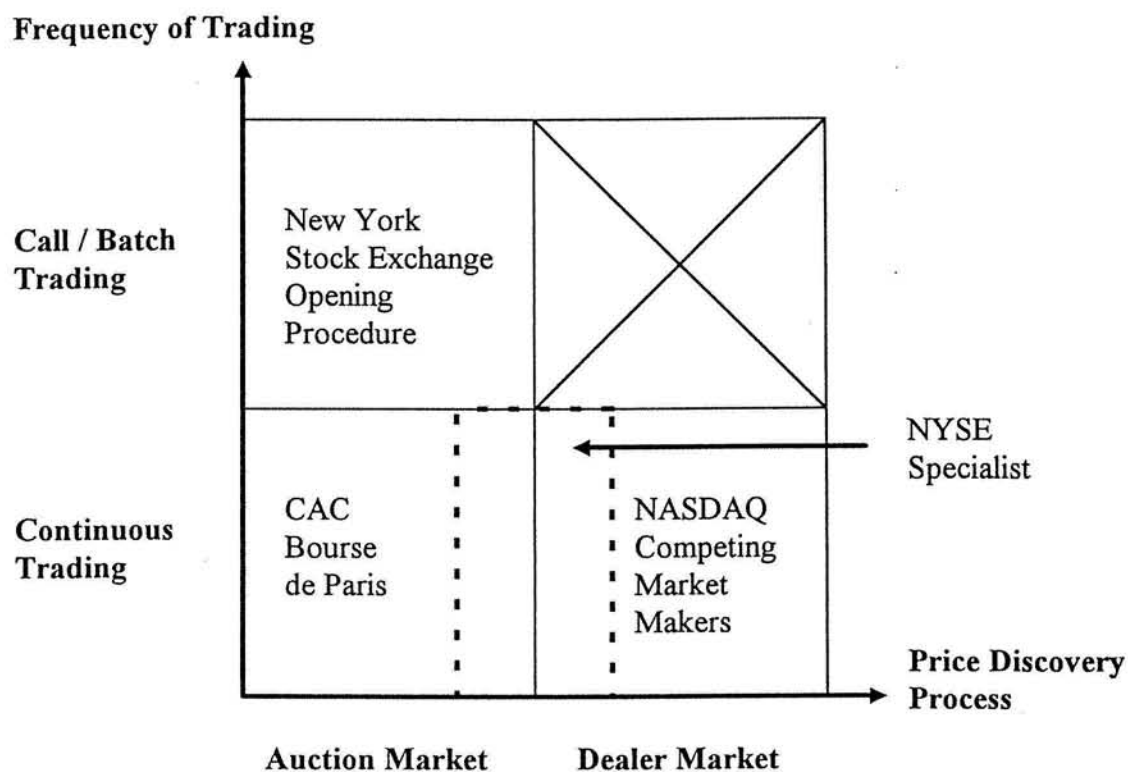 Frequency of Trading
Call / Batch
Trading
New York
Stock Exchange
Opening
Procedure
NYSE
Specialist
Continuous
Trading
CAC
Bourse
de Paris
NASDAQ
Competing
Market
Makers
Price Discovery
Process
Auction Market
Dealer Market